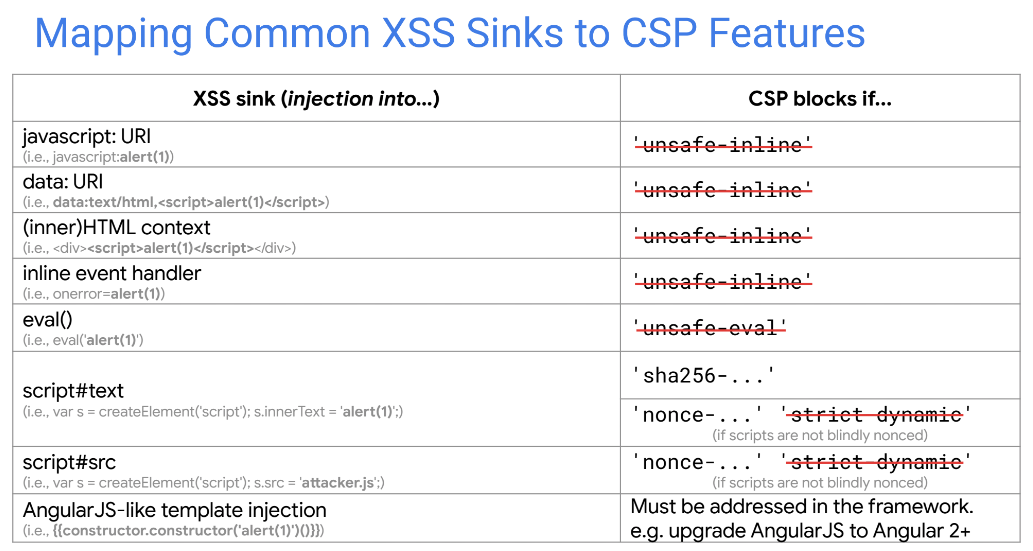 Mapping Common XSS Sinks to CSP Features
XSS sink (injection into...)
CSP blocks if...
javascript: URI
(i.e., javascript:alert(1))
'unsafe-inline'
data: URI
(i.e., data:text/html,<script>alert(1)</script>)
'unsafe-inline'
(inner)HTML context
(i.e., <div><script>alert(1)</script></div>)
'unsafe-inline'
inline event handler
(i.e., onerror=alert(1))
'unsafe-inline'
eval()
(i.e., eval('alert(1)')
'unsafe-eval'
script#text
(i.e., var s = createElement('script'); s.innerText = 'alert(1)';)
'sha256-...'
'nonce-...' 'strict-dynamic'
(if scripts are not blindly nonced)
script#src
(i.e., var s = createElement('script'); s.src = 'attacker.js';)
'nonce-...' 'strict-dynamic'
(if scripts are not blindly nonced)
AngularJS-like template injection
(i.e., {{constructor.constructor('alert(1)')()}})
Must be addressed in the framework.
e.g. upgrade AngularJS to Angular 2+